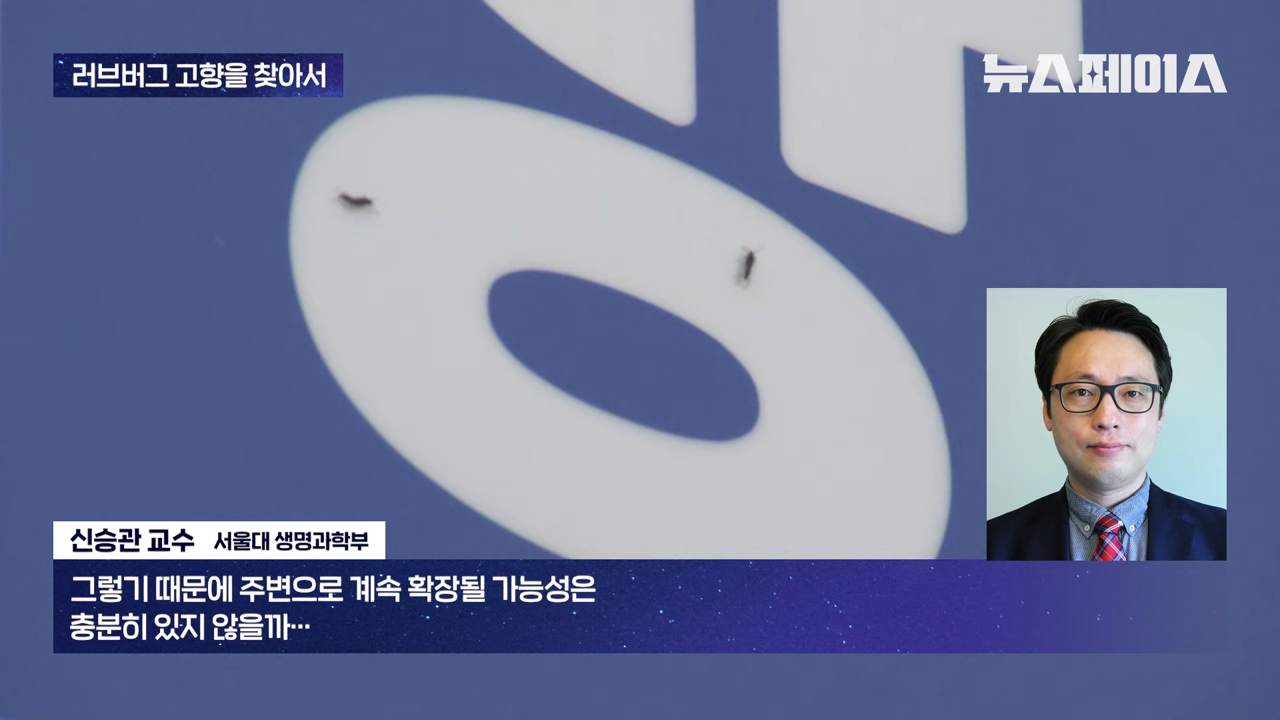 러브버그 고향을 찾아서
뉴스페이스
신승관 교수 서울대 생명과학부
그렇기 때문에 주변으로 계속 확장될 가능성은
충분히 있지 않을까…